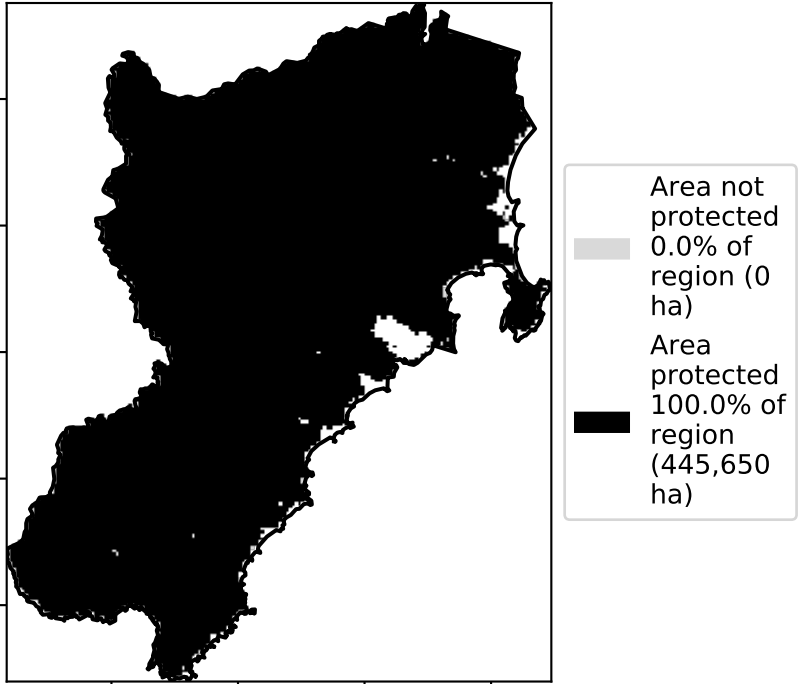 Area not
protected
0.0% of
region (0
ha)
Area
protected
100.0% of
region
(445,650
ha)